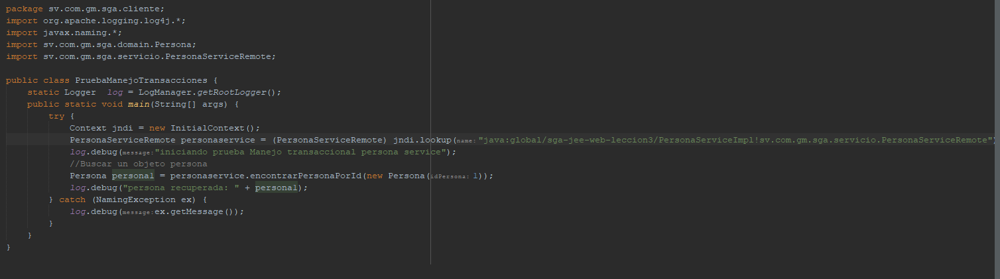 package sv.com.gm.sga.cliente;
import org.apache.logging.log4j.*;
import javax.naming.*;
import sv.com.gm.sga.domain.Persona;
import sv.com.gm.sga.servicio.PersonaServiceRemote;
public class PruebaManejoTransacciones {
static Logger  log = LogManager.getRootLogger();
public static void main(String[] args) {
try {
Context jndi = new InitialContext();
PersonaServiceRemote personaservice = (PersonaServiceRemote) jndi.lookup(name: "java:global/sga-jee-web-leccion3/PersonaServiceImpl!sv.com.gm.sga.servicio.PersonaServiceRemote")
log.debug(message: "iniciando prueba Manejo transaccional persona service");
//Buscar un objeto persona
Persona personal = personaservice.encontrarPersonaPorId(new Persona(idPersona: 1));
log.debug("persona recuperada: " + personal);
} catch (NamingException ex) {
log.debug(message: ex.getMessage());
}
}
}